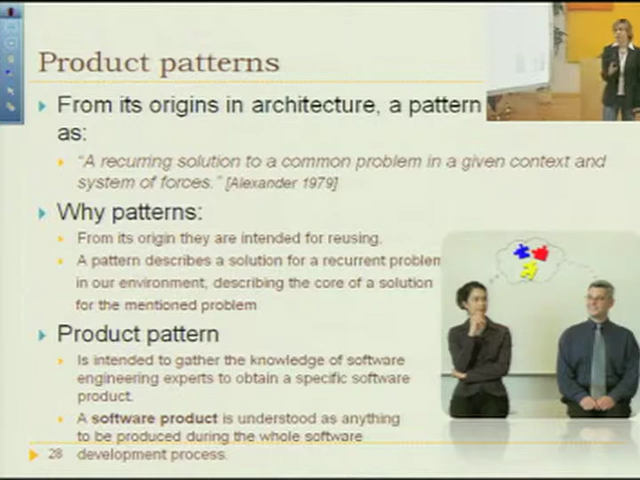 Product patterns
From its origins in architecture, a pattern
as:
"A recurring solution to a common problem in a given context and
system of forces." [Alexander 1979]
Why patterns:
From its origin they are intended for reusing.
A pattern describes a solution for a recurrent problem
in our environment, describing the core of a solution
for the mentioned problem
Product pattern
Is intended to gather the knowledge of software
engineering experts to obtain a specific software
product.
A software product is understood as anything
to be produced during the whole software
28 development process.